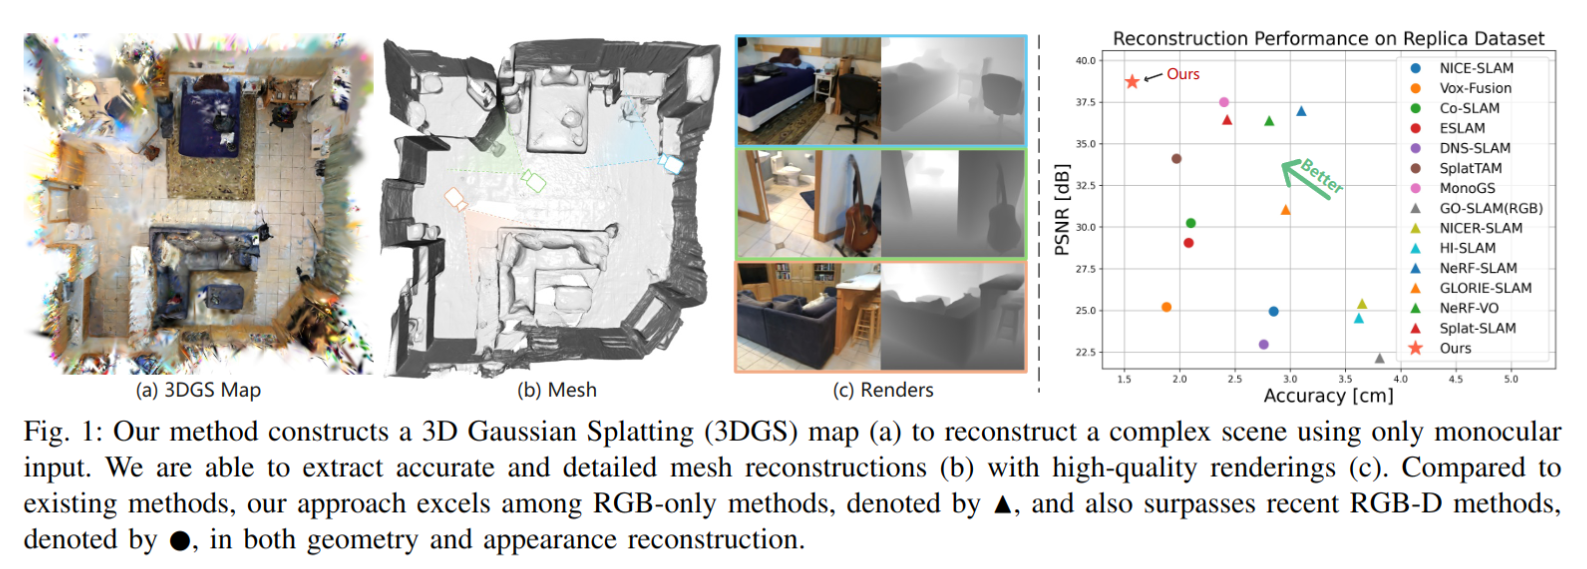 Reconstruction Performance on Replica Dataset
40.0
37.5
35.0
32.5
30.0
27.5
25.0
22.5
PSNR [dB]
1.5 2.0 2.5 3.0 3.5 4.0 4.5 5.0
Accuracy [cm]
Ours
Better
NICE-SLAM
Vox-Fusion
Co-SLAM
ESLAM
DNS-SLAM
SplatTAM
MonoGS
GO-SLAM(RGB)
NICER-SLAM
HI-SLAM
NeRF-SLAM
GLORIE-SLAM
NeRF-VO
Splat-SLAM
Ours
(a) 3DGS Map
(b) Mesh
(c) Renders
Fig. 1: Our method constructs a 3D Gaussian Splatting (3DGS) map (a) to reconstruct a complex scene using only monocular
input. We are able to extract accurate and detailed mesh reconstructions (b) with high-quality renderings (c). Compared to
existing methods, our approach excels among RGB-only methods, denoted by ▲, and also surpasses recent RGB-D methods,
denoted by ●, in both geometry and appearance reconstruction.